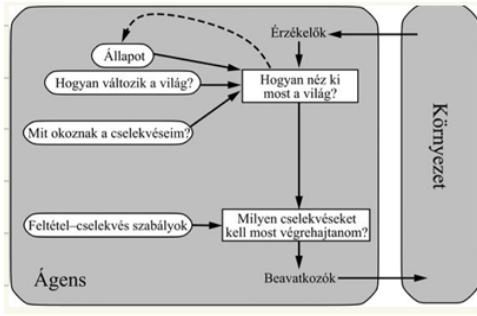 Érzékelők
Állapot
Hogyan változik a világ?
Hogyan néz ki
most a világ?
Mit okoznak a cselekvéseim?
Környezet
Feltétel–cselekvés szabályok
Milyen cselekvéseket
kell most végrehajtanom?
Ágens
Beavatkozók